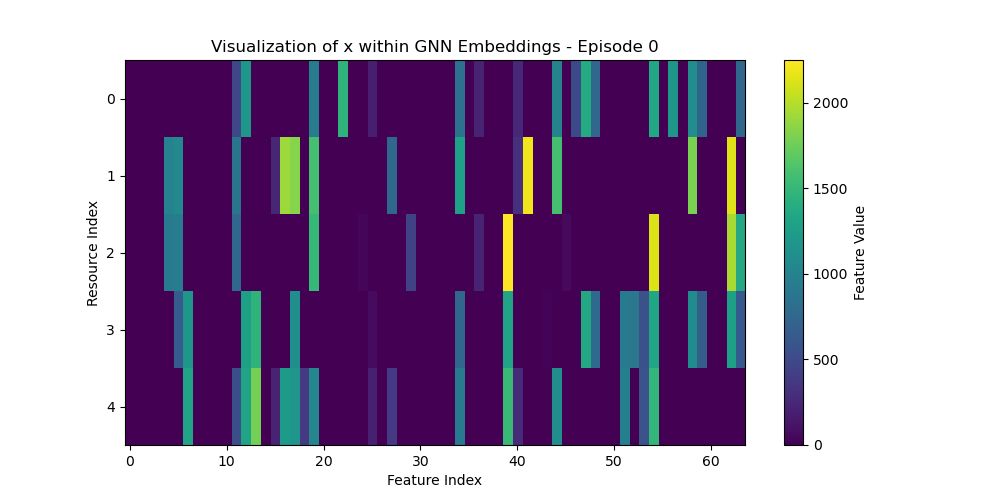 Visualization of x within GNN Embeddings - Episode 0
Resource Index
0
1
2
3
4
0 10 20 30 40 50 60
Feature Index
2000
1500
1000
500
0
Feature Value